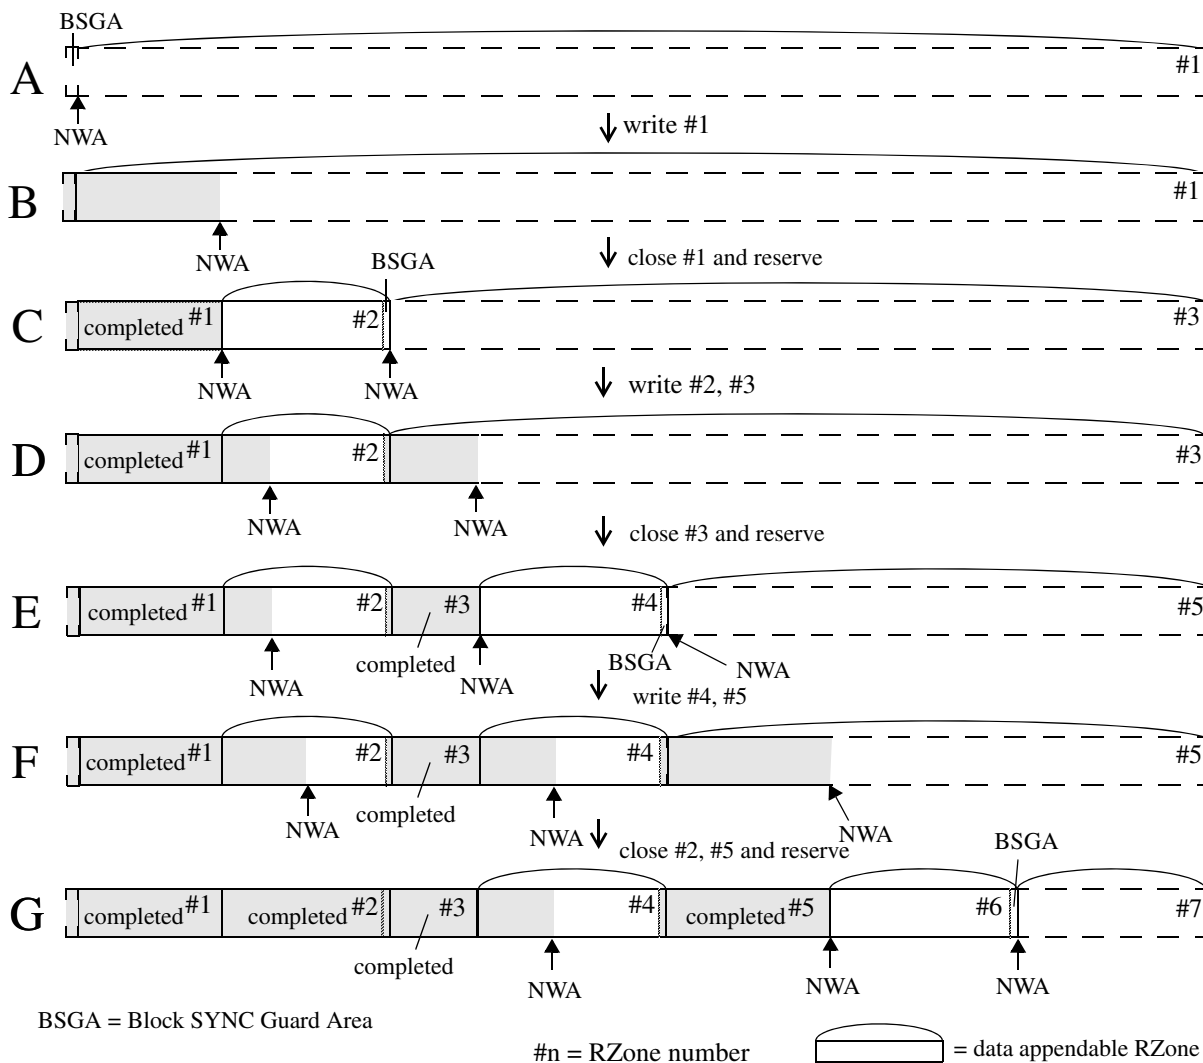 BSGA
A
#1
NWA
write #1
B
#1
NWA
close #1 and reserve
BSGA
C
completed #1
#2
#3
NWA
NWA
write #2, #3
D
completed #1
#2
#3
NWA
NWA
close #3 and reserve
E
completed #1
#2
#3
#4
#5
completed
BSGA
NWA
NWA
NWA
write #4, #5
F
completed #1
#2
#3
#4
#5
completed
NWA
NWA
NWA
close #2, #5 and reserve
BSGA
G
completed #1
completed #2
#3
#4
completed #5
#6
#7
completed
NWA
NWA
NWA
BSGA = Block SYNC Guard Area
#n = RZone number
= data appendable RZone